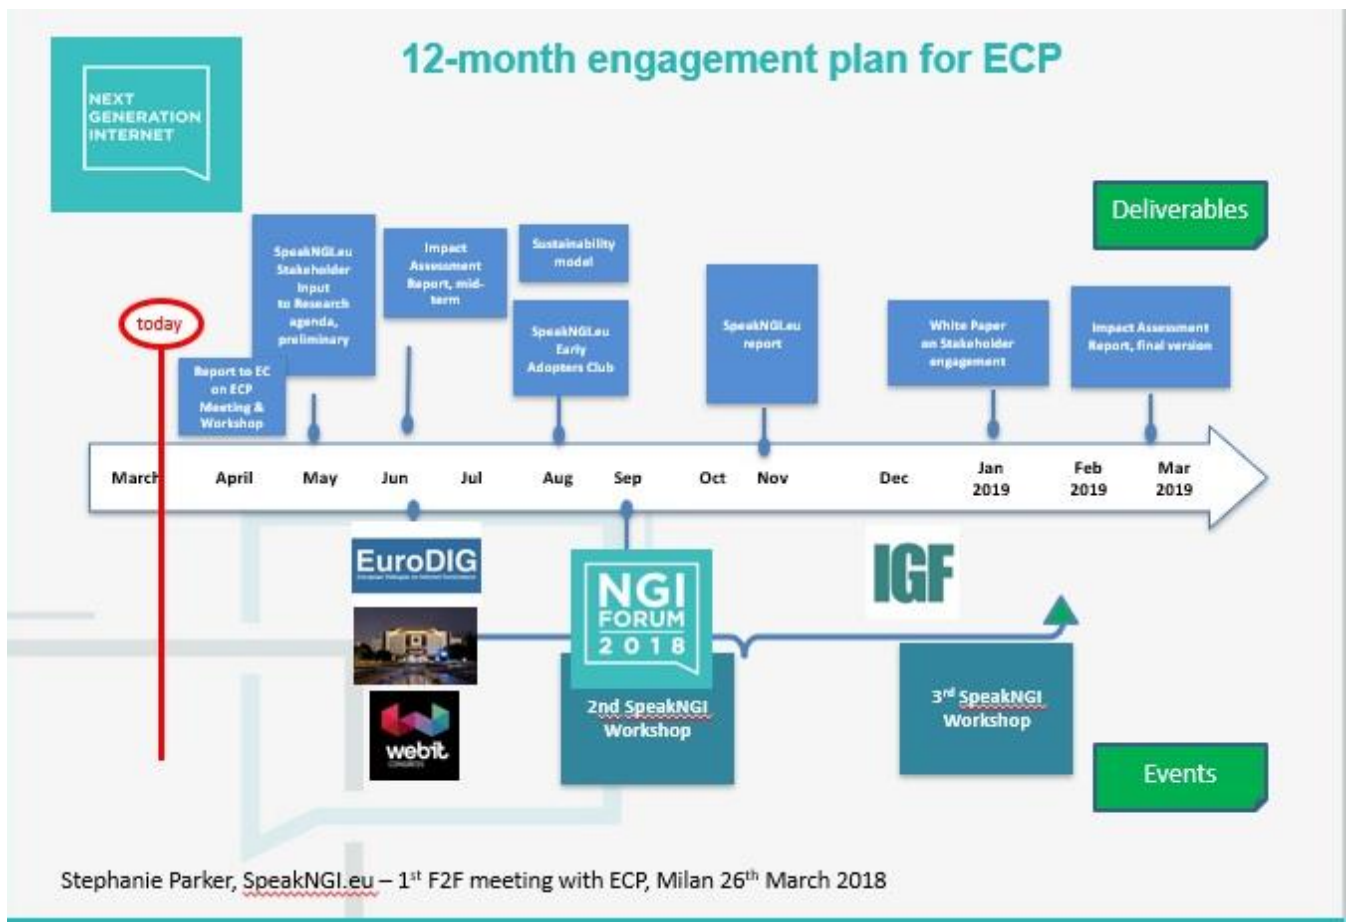 12-month engagement plan for ECP
NEXT
GENERATION
INTERNET
Deliverables
SpeakNGI.eu
Stakeholder
Input
to Research
agenda,
preliminary
Impact
Assessment
Report, mid-
term
Sustainability
model
SpeakNGI.eu
Early
Adopters Club
SpeakNGI.eu
report
White Paper
on Stakeholder
engagement
Impact Assessment
Report, final version
today
Report to EC
on ECP
Meeting &
Workshop
March April May Jun Jul Aug Sep Oct Nov Dec Jan 2019 Feb 2019 Mar 2019
EuroDIG
NGI
FORUM
2018
IGF
webit
CONGRESS
2nd SpeakNGI
Workshop
3rd SpeakNGI
Workshop
Events
Stephanie Parker, SpeakNGI.eu – 1st F2F meeting with ECP, Milan 26th March 2018